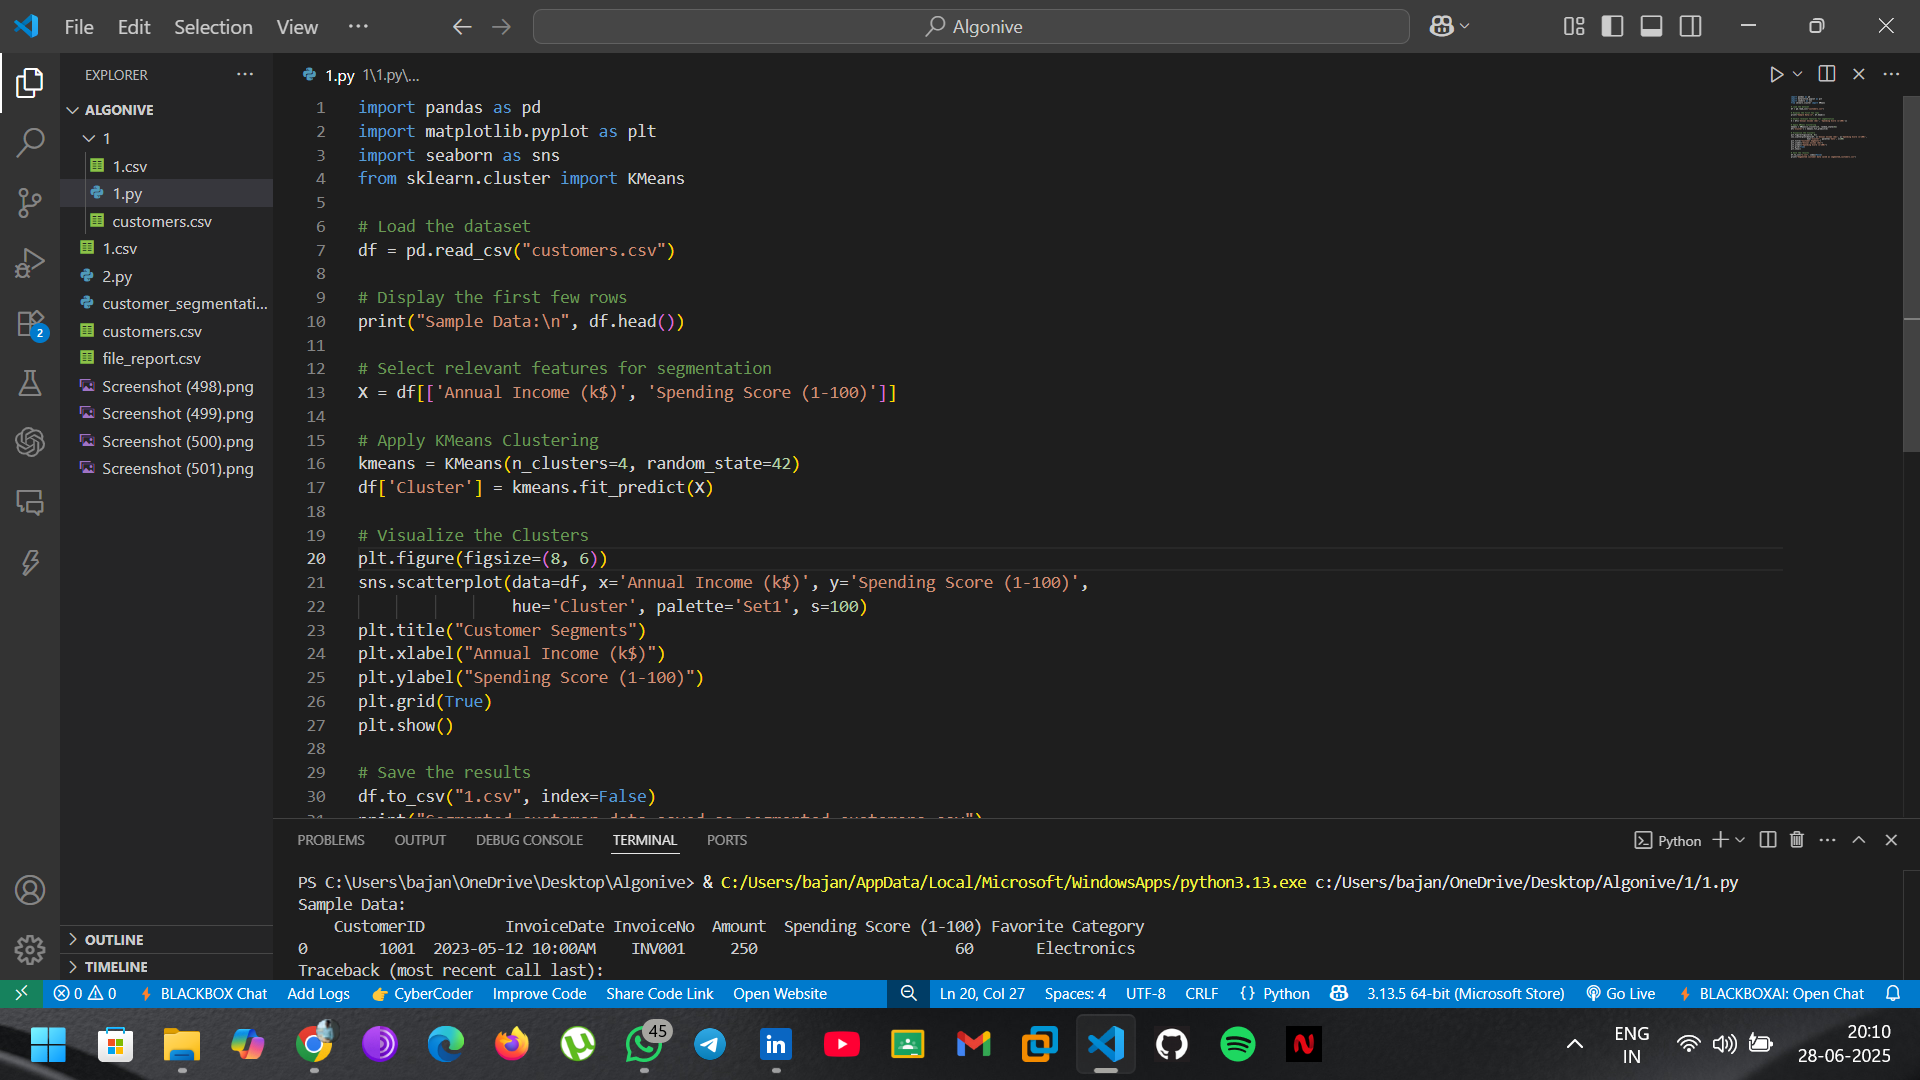 File Edit Selection View ···
Algonive
EXPLORER
ALGONIVE
1
1.csv
1.py
customers.csv
1.csv
2.py
customer_segmentati...
customers.csv
file_report.csv
Screenshot (498).png
Screenshot (499).png
Screenshot (500).png
Screenshot (501).png
OUTLINE
TIMELINE
2
1.py 1\1.py\...
1 import pandas as pd
2 import matplotlib.pyplot as plt
3 import seaborn as sns
4 from sklearn.cluster import KMeans
5
6 # Load the dataset
7 df = pd.read_csv("customers.csv")
8
9 # Display the first few rows
10 print("Sample Data:\n", df.head())
11
12 # Select relevant features for segmentation
13 X = df[['Annual Income (k$)', 'Spending Score (1-100)']]
14
15 # Apply KMeans Clustering
16 kmeans = KMeans(n_clusters=4, random_state=42)
17 df['Cluster'] = kmeans.fit_predict(X)
18
19 # Visualize the Clusters
20 plt.figure(figsize=(8, 6))
21 sns.scatterplot(data=df, x='Annual Income (k$)', y='Spending Score (1-100)',
22 hue='Cluster', palette='Set1', s=100)
23 plt.title("Customer Segments")
24 plt.xlabel("Annual Income (k$)")
25 plt.ylabel("Spending Score (1-100)")
26 plt.grid(True)
27 plt.show()
28
29 # Save the results
30 df.to_csv("1.csv", index=False)
31 print("Segmented customer data saved as segmented_customers.csv")
PROBLEMS OUTPUT DEBUG CONSOLE TERMINAL PORTS
Python
PS C:\Users\bajan\OneDrive\Desktop\Algonive> & C:/Users/bajan/AppData/Local/Microsoft/WindowsApps/python3.13.exe c:/Users/bajan/OneDrive/Desktop/Algonive/1/1.py
Sample Data:
CustomerID InvoiceDate InvoiceNo Amount Spending Score (1-100) Favorite Category
0 1001 2023-05-12 10:00AM INV001 250 60 Electronics
Traceback (most recent call last):
0 0 BLACKBOX Chat Add Logs CyberCoder Improve Code Share Code Link Open Website Ln 20, Col 27 Spaces: 4 UTF-8 CRLF {} Python 3.13.5 64-bit (Microsoft Store) Go Live BLACKBOXAI: Open Chat
45
in
ENG
IN
20:10
28-06-2025